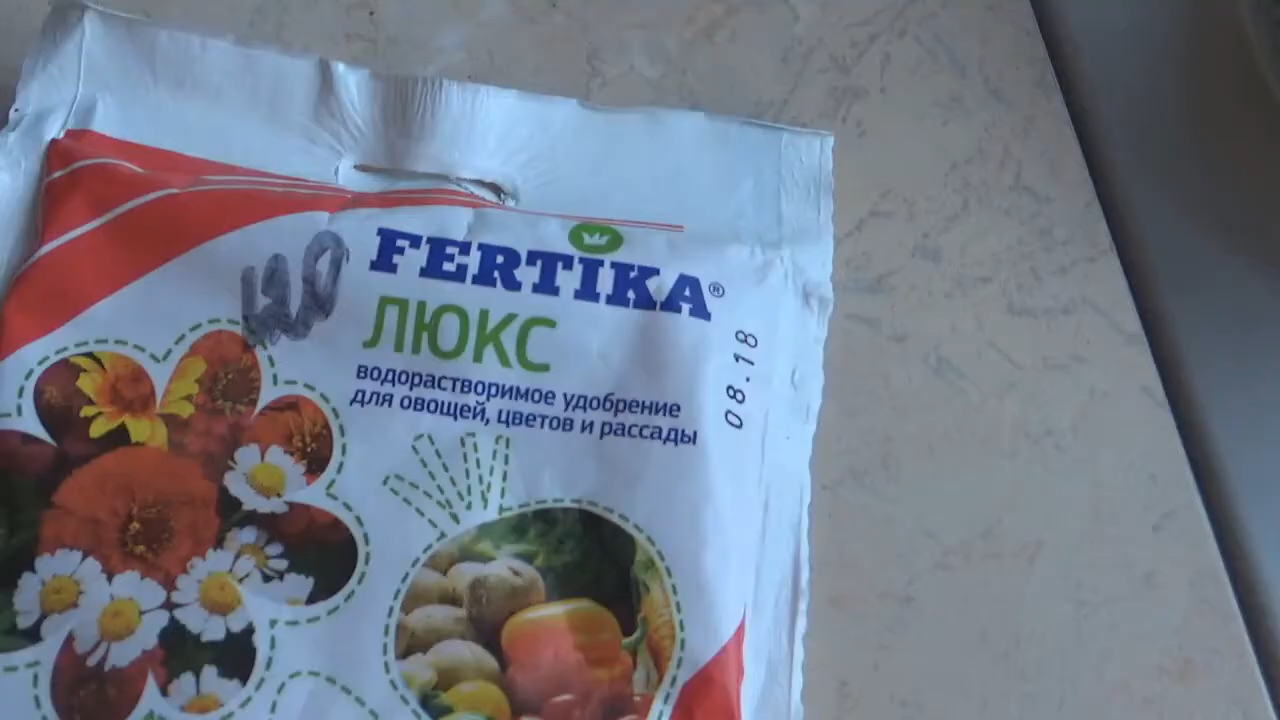 FERTIKA®
ЛЮКС
водорастворимое удобрение
для овощей, цветов и рассады
08.18